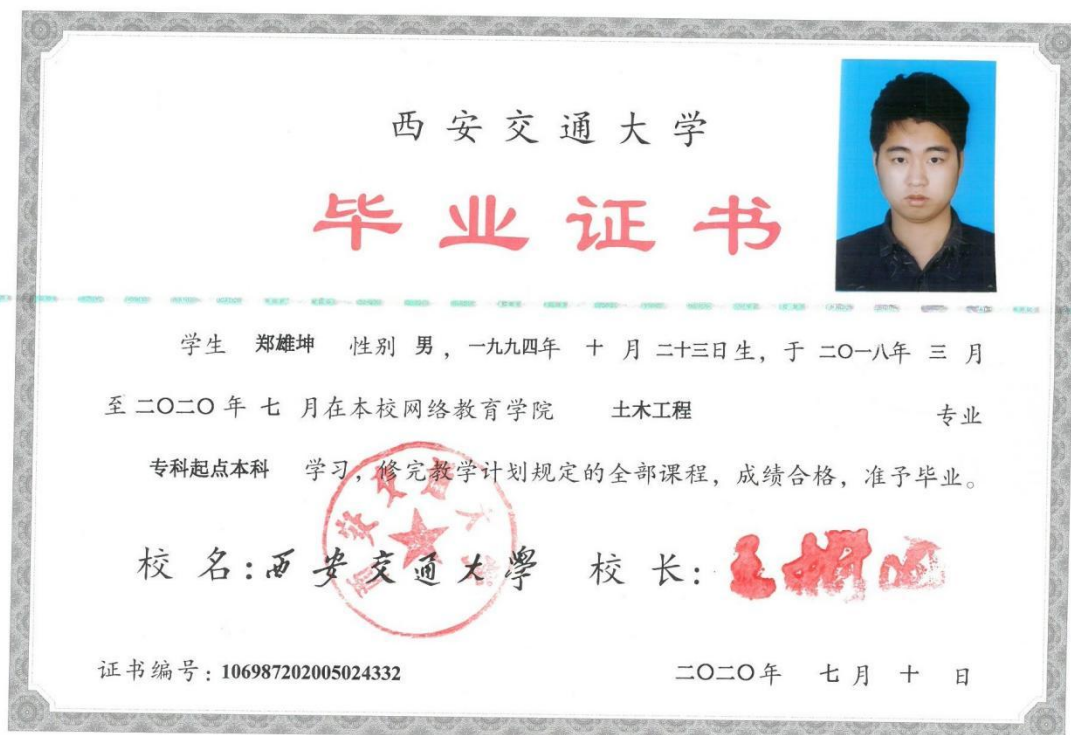 西安交通大学
毕业证书
学生 郑雄坤 性别 男，一九九四年 十 月 二十三日生，于 二〇一八年 三 月
至 二〇二〇 年 七 月在本校网络教育学院 土木工程 专业
专科起点本科 学习，修完教学计划规定的全部课程，成绩合格，准予毕业。
校 名：西安交通大學 校 长：
证书编号：106987202005024332 二〇二〇年 七 月 十 日